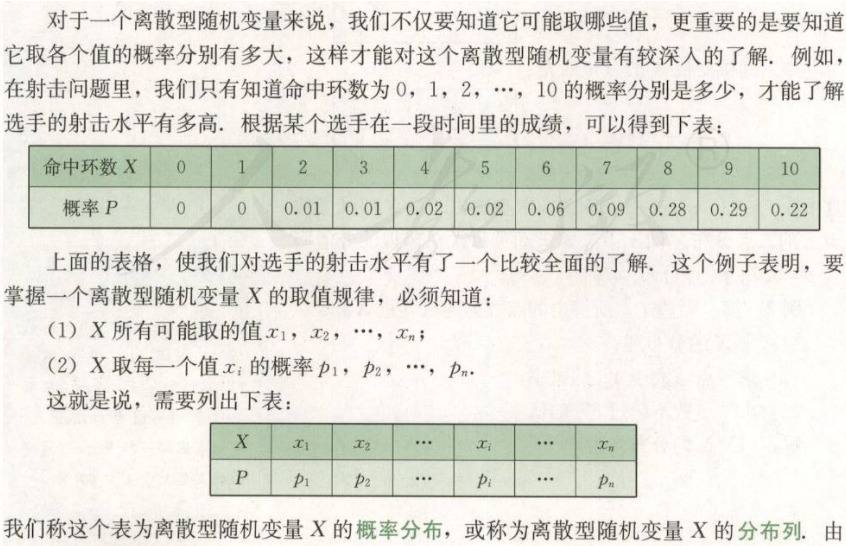 对于一个离散型随机变量来说，我们不仅要知道它可能取哪些值，更重要的是要知道
它取各个值的概率分别有多大，这样才能对这个离散型随机变量有较深入的了解．例如，
在射击问题里，我们只有知道命中环数为 0，1，2，…，10 的概率分别是多少，才能了解
选手的射击水平有多高．根据某个选手在一段时间里的成绩，可以得到下表：
命中环数 X 0 1 2 3 4 5 6 7 8 9 10
概率 P 0 0 0.01 0.01 0.02 0.02 0.06 0.09 0.28 0.29 0.22
上面的表格，使我们对选手的射击水平有了一个比较全面的了解．这个例子表明，要
掌握一个离散型随机变量 X 的取值规律，必须知道：
(1) X 所有可能取的值 x₁，x₂，…，xₙ；
(2) X 取每一个值 xᵢ 的概率 p₁，p₂，…，pₙ．
这就是说，需要列出下表：
X x₁ x₂ … xᵢ … xₙ
P p₁ p₂ … pᵢ … pₙ
我们称这个表为离散型随机变量 X 的概率分布，或称为离散型随机变量 X 的分布列．由